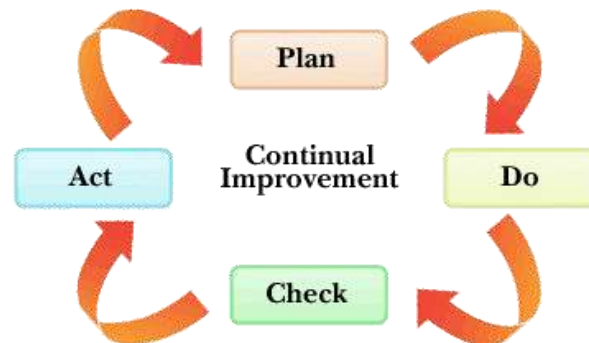 Plan
Act
Continual
Improvement
Do
Check